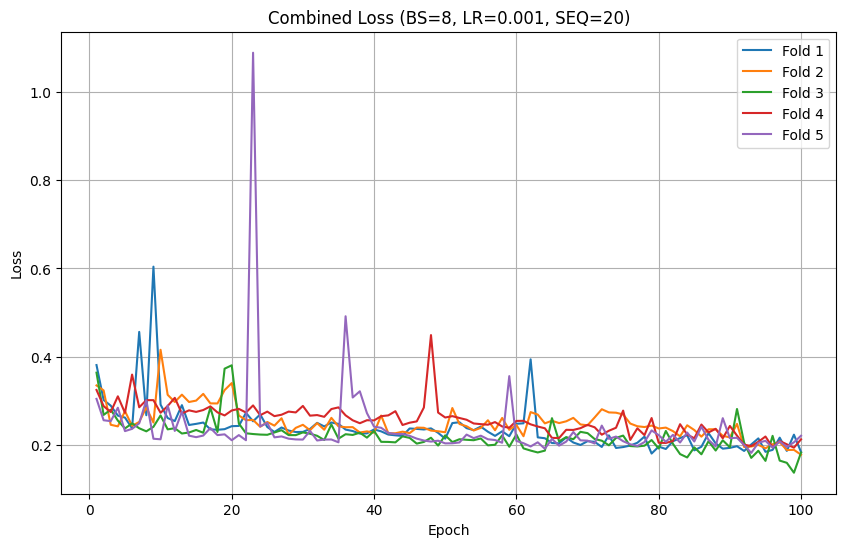 Combined Loss (BS=8, LR=0.001, SEQ=20)
Fold 1
Fold 2
Fold 3
Fold 4
Fold 5
1.0
0.8
0.6
0.4
0.2
Loss
0 20 40 60 80 100
Epoch